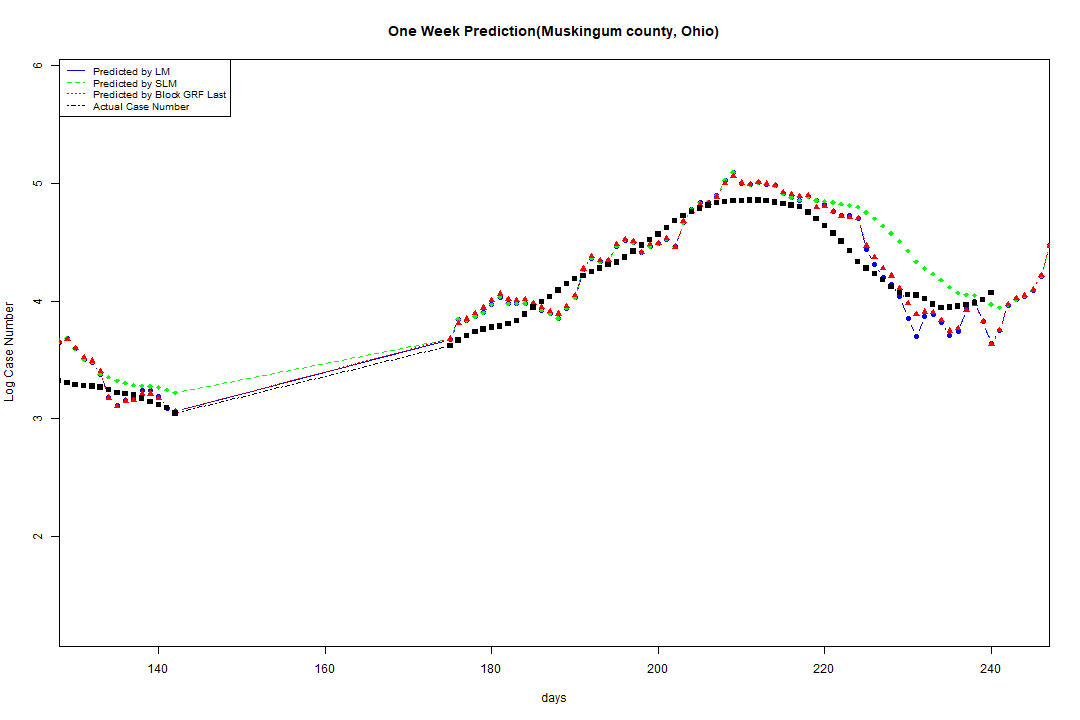 One Week Prediction(Muskingum county, Ohio)
Predicted by LM
Predicted by SLM
Predicted by Block GRF Last
Actual Case Number
6
5
4
3
2
Log Case Number
140 160 180 200 220 240
days